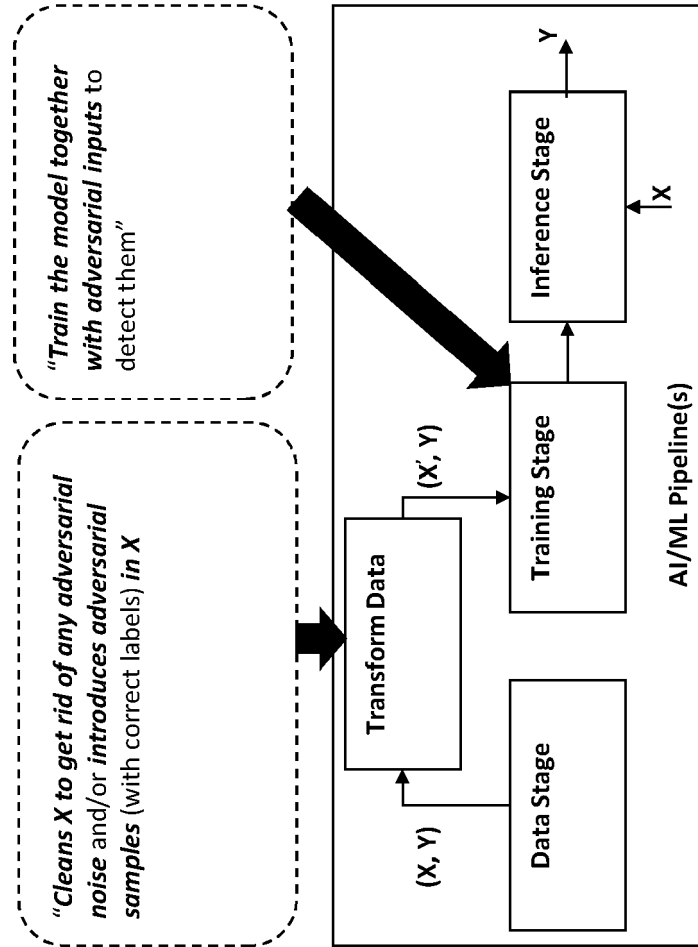 “Cleans X to get rid of any adversarial
noise and/or introduces adversarial
samples (with correct labels) in X
“Train the model together
with adversarial inputs to
detect them”
Transform Data
(X, Y)
(X’, Y)
Data Stage
Training Stage
Inference Stage
Y
X
AI/ML Pipeline(s)